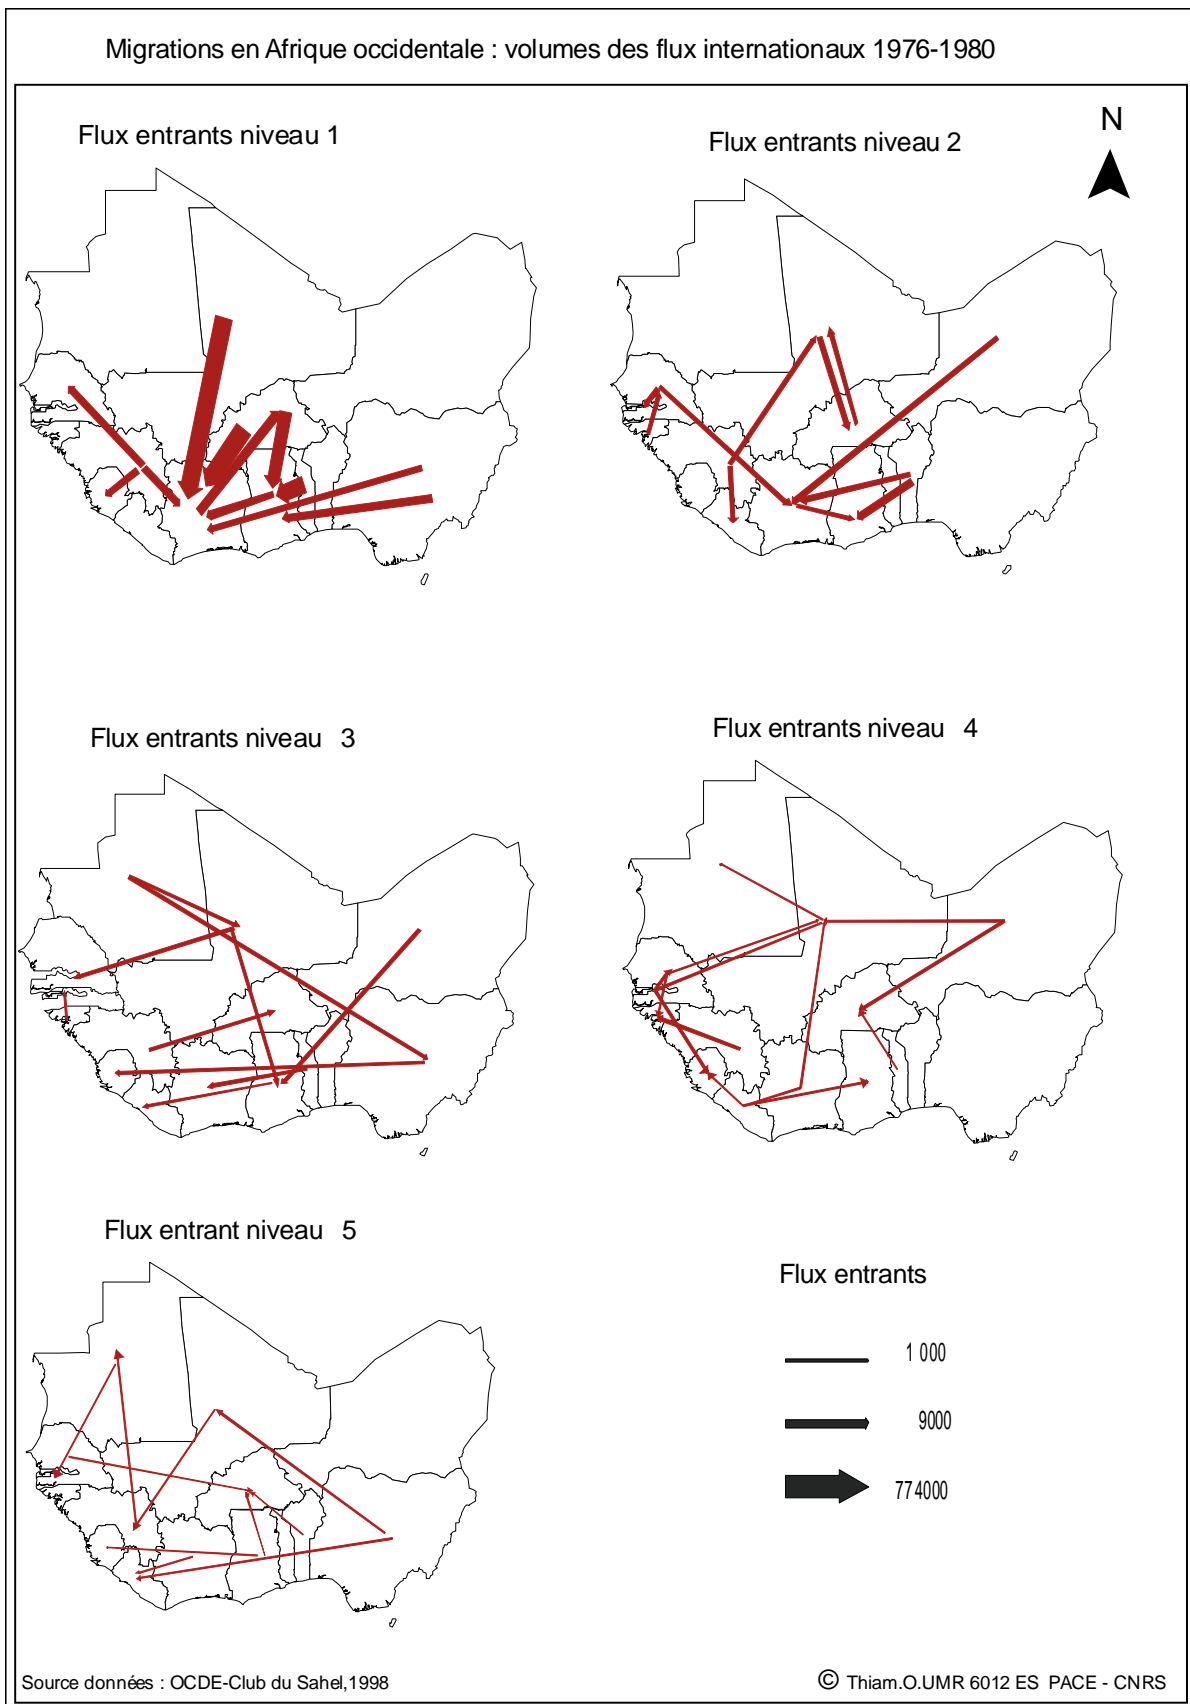 Migrations en Afrique occidentale : volumes des flux internationaux 1976-1980
Flux entrants niveau 1
Flux entrants niveau 2
N
Flux entrants niveau 3
Flux entrants niveau 4
Flux entrant niveau 5
Flux entrants
1 000
9000
774000
Source données : OCDE-Club du Sahel,1998
© Thiam.O.UMR 6012 ES PACE - CNRS